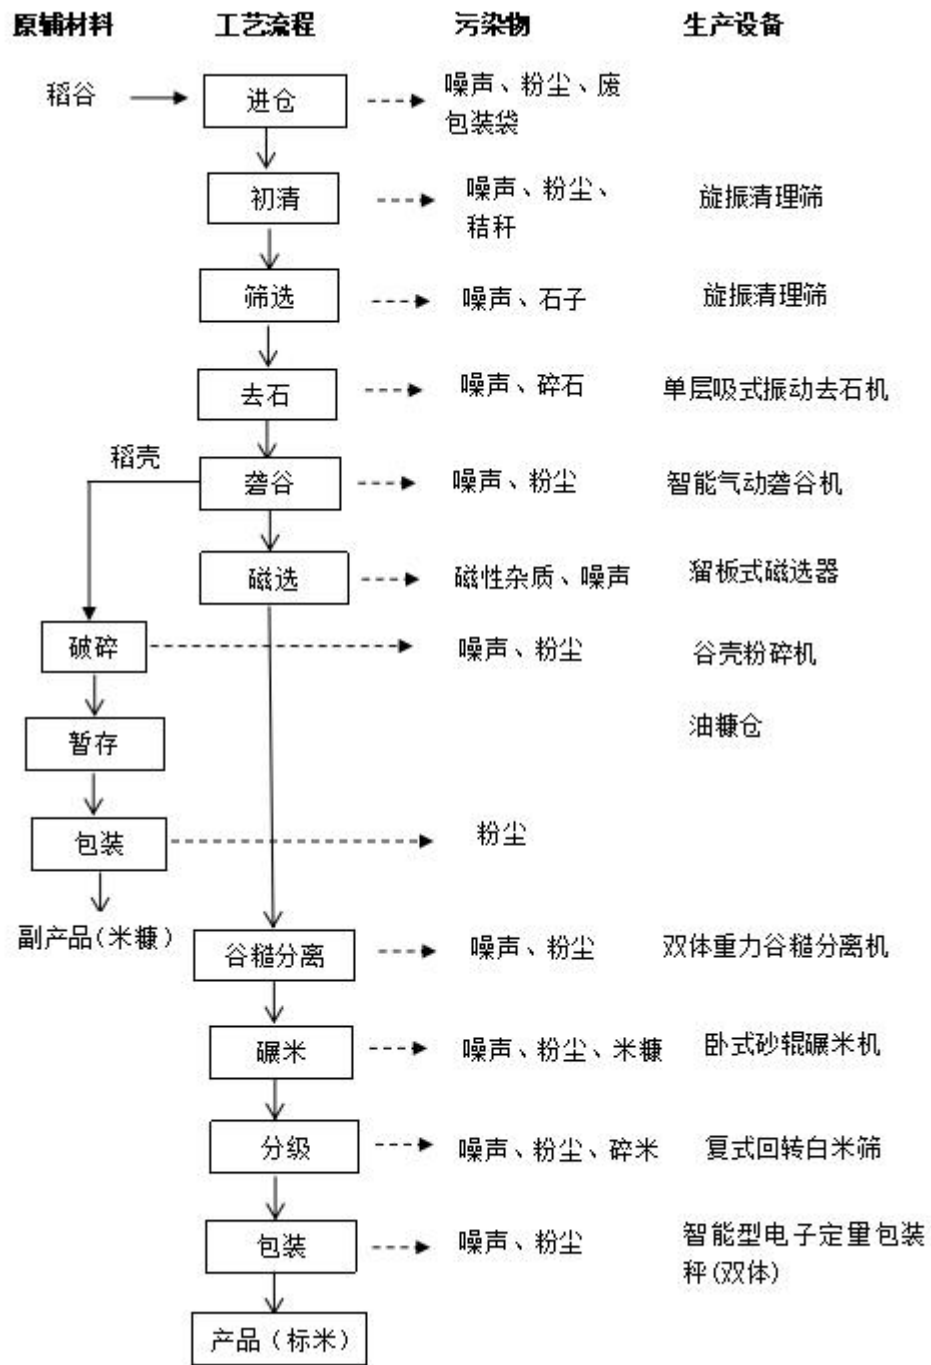 原辅材料 工艺流程 污染物 生产设备
稻谷 进仓 噪声、粉尘、废
包装袋
初清 噪声、粉尘、 旋振清理筛
秸秆
筛选 噪声、石子 旋振清理筛
去石 噪声、碎石 单层吸式振动去石机
稻壳
砻谷 噪声、粉尘 智能气动砻谷机
磁选 磁性杂质、噪声 溜板式磁选器
破碎 噪声、粉尘 谷壳粉碎机
暂存 油糠仓
包装 粉尘
副产品(米糠)
谷糙分离 噪声、粉尘 双体重力谷糙分离机
碾米 噪声、粉尘、米糠 卧式砂辊碾米机
分级 噪声、粉尘、碎米 复式回转白米筛
包装 噪声、粉尘 智能型电子定量包装
秤(双体)
产品（标米）